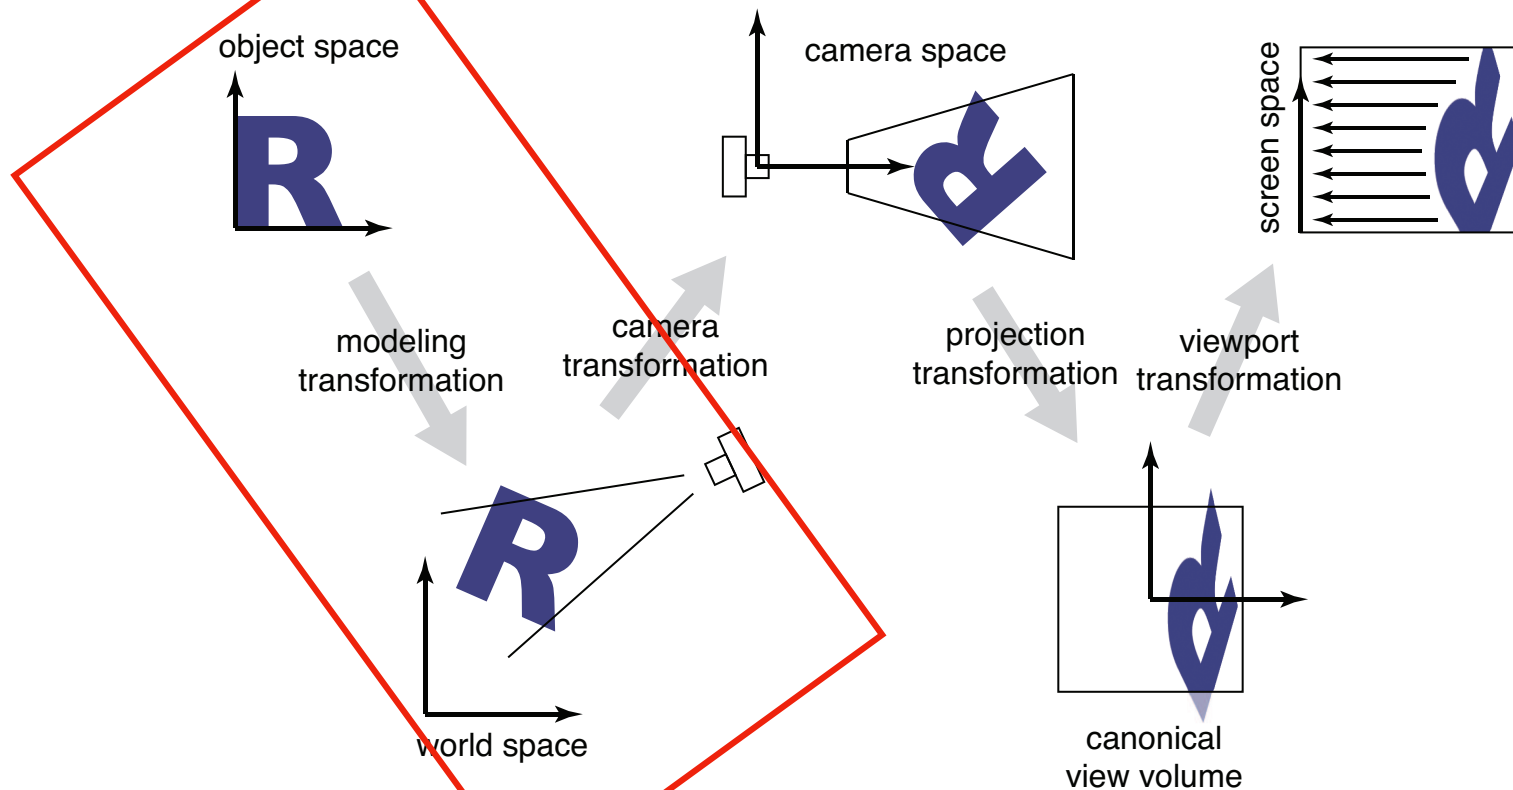 object space
camera space
screen space
modeling
transformation
camera
transformation
projection
transformation
viewport
transformation
world space
canonical
view volume